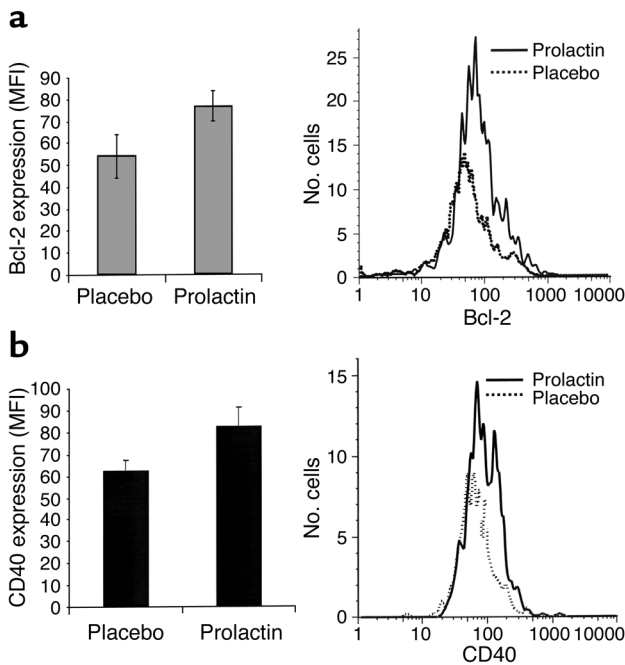 a
Bcl-2 expression (MFI)
90
80
70
60
50
40
30
20
10
0
Placebo Prolactin
No. cells
25
20
15
10
5
0
Prolactin
Placebo
1 10 100 1000 10000
Bcl-2
b
CD40 expression (MFI)
100
90
80
70
60
50
40
30
20
10
0
Placebo Prolactin
No. cells
15
10
5
0
Prolactin
Placebo
1 10 100 1000 10000
CD40